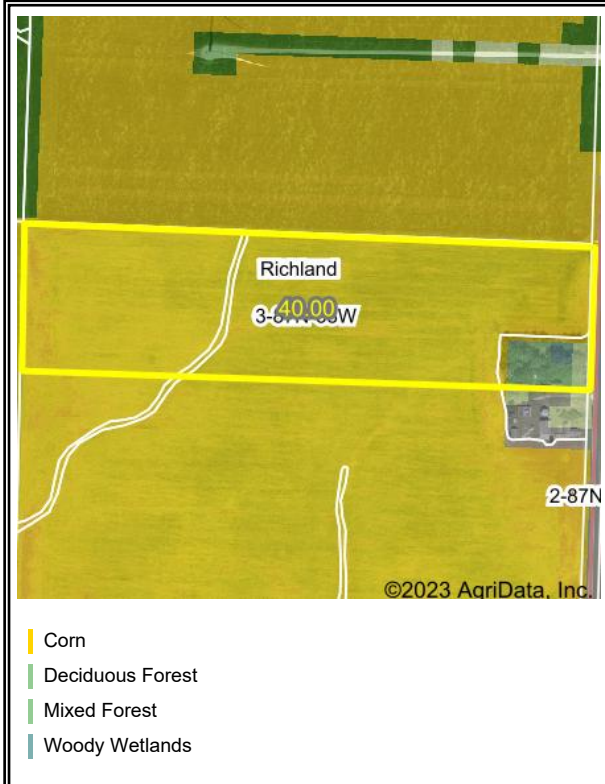 Richland
40.00
2-87N
©2023 AgriData, Inc.
Corn
Deciduous Forest
Mixed Forest
Woody Wetlands